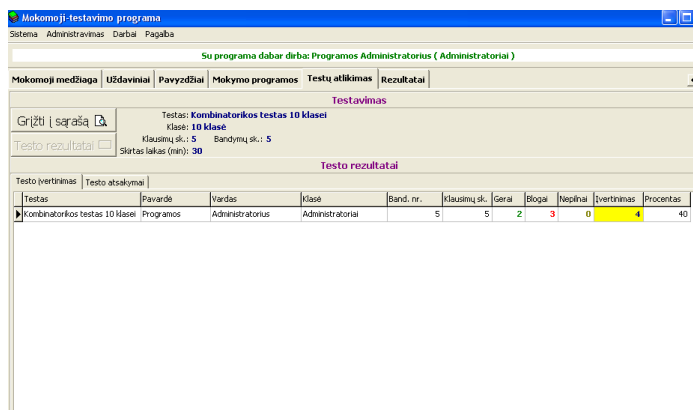 Mokomoji-testavimo programa
Sistema Administravimas Darbai Pagalba
Su programa dabar dirba: Programos Administratorius ( Administratoriai )
Mokomoji medžiaga Uždaviniai Pavyzdžiai Mokymo programos Testų atlikimas Rezultatai
Testavimas
Grįžti į sąrašą
Testas: Kombinatorikos testas 10 klasei
Klasė: 10 klasė
Klausimų sk.: 5 Bandymų sk.: 5
Testo rezultatai
Skirtas laikas (min): 30
Testo rezultatai
Testo įvertinimas Testo atsakymai
Testas Pavardė Vardas Klasė Band. nr. Klausimų sk. Gerai Blogai Nepilnai Įvertinimas Procentas
Kombinatorikos testas 10 klasei Programos Administratorius Administratoriai 5 5 2 3 0 4 40